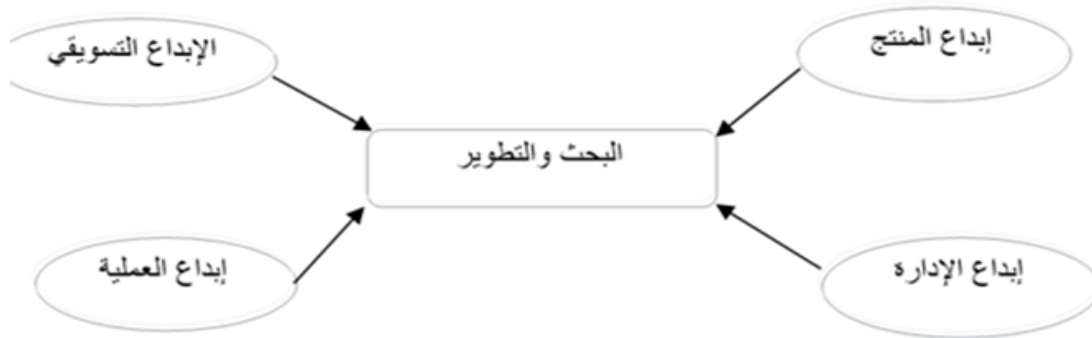 إبداع المنتج
الإبداع التسويقي
البحث والتطوير
إبداع الإدارة
إبداع العملية